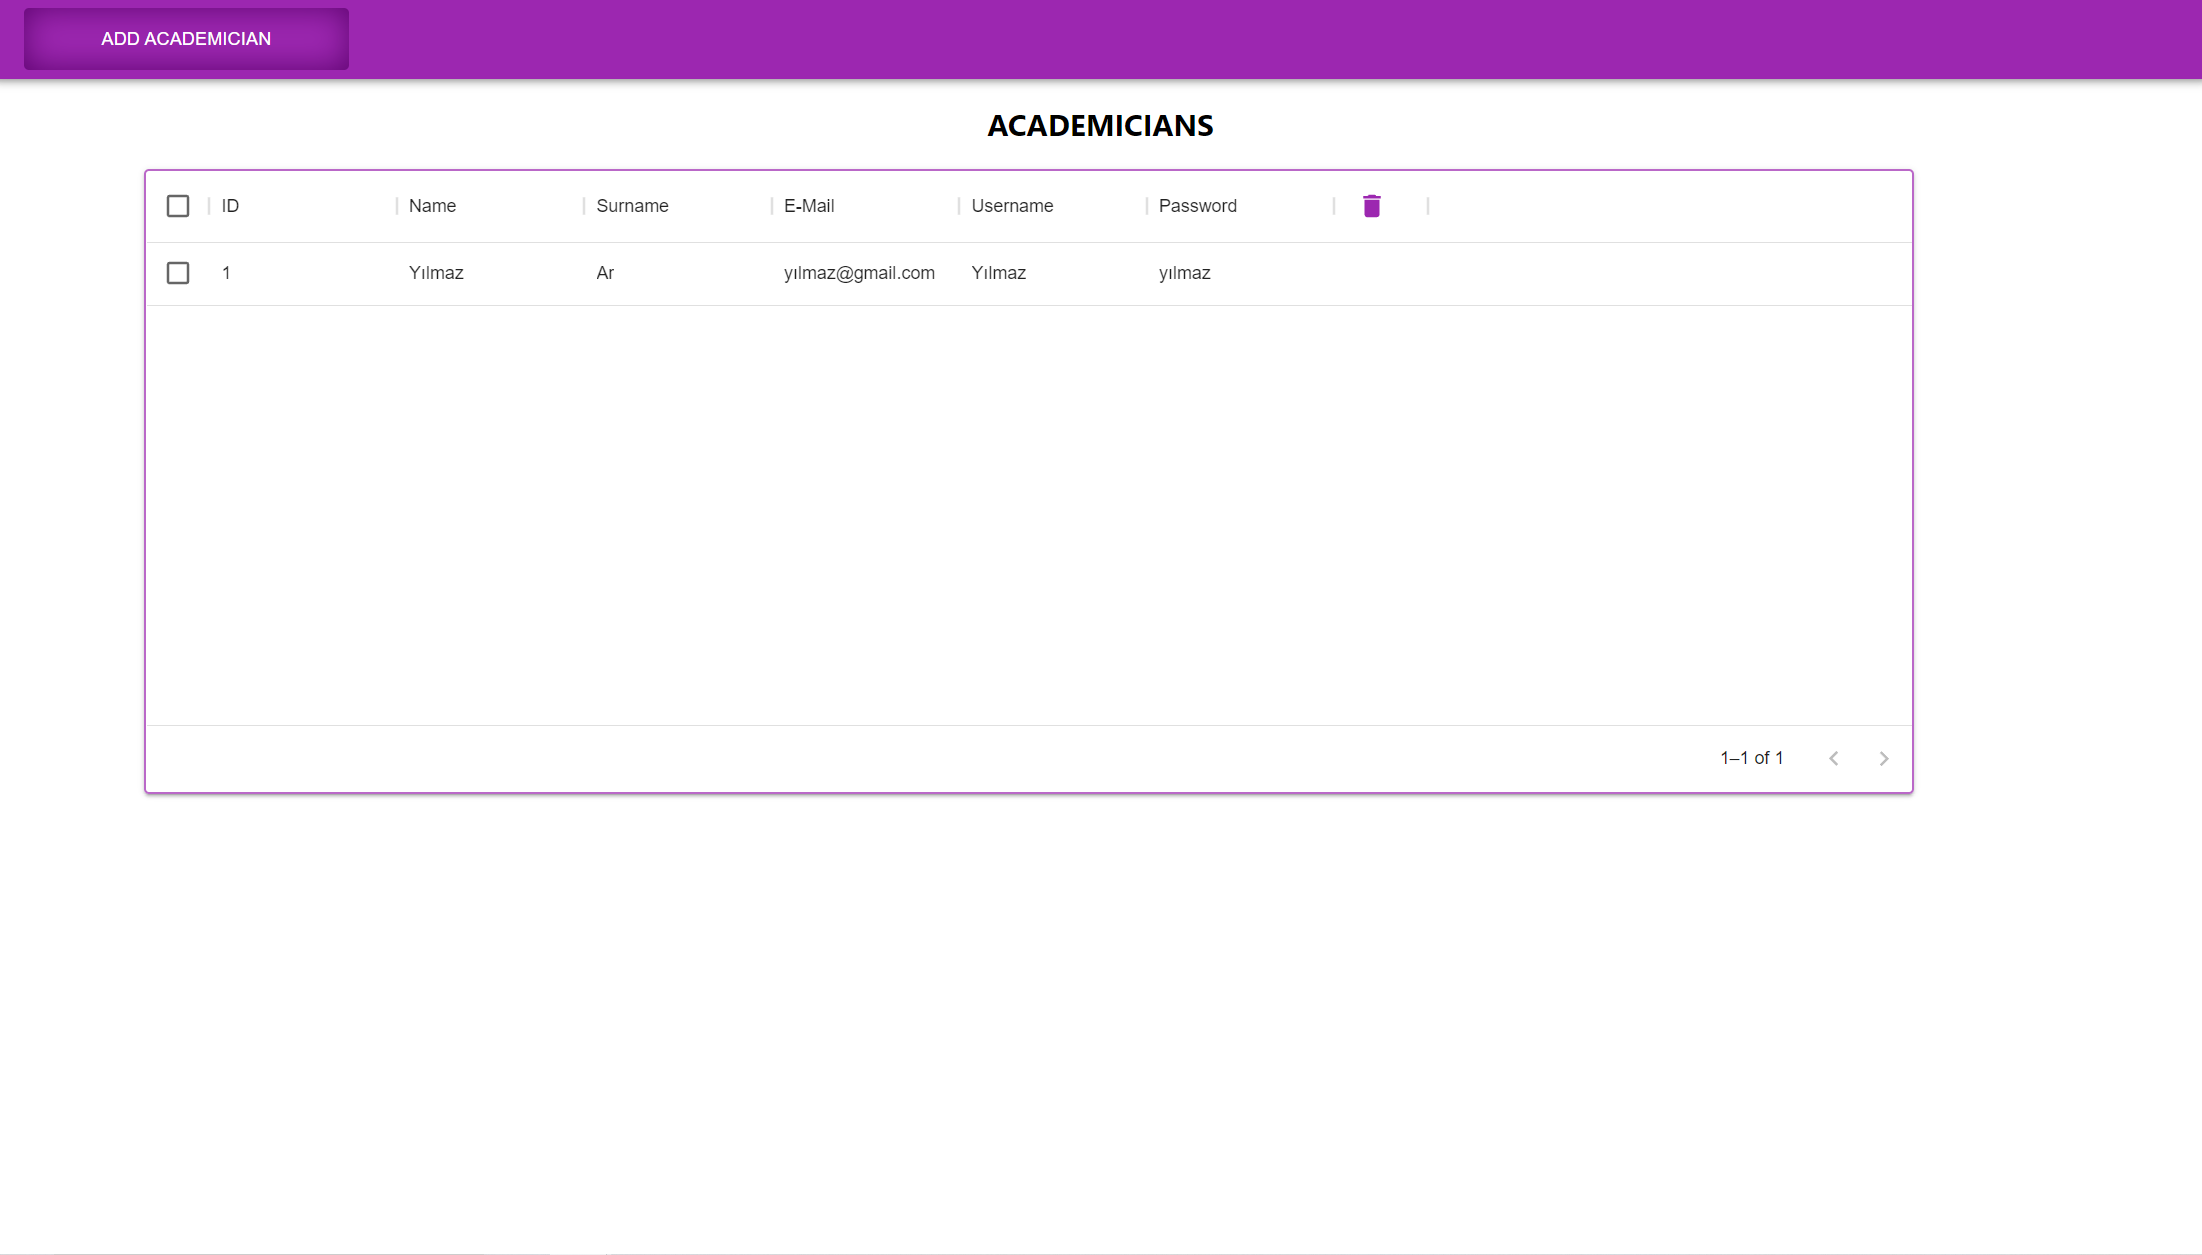 ADD ACADEMICIAN
ACADEMICIANS
ID Name Surname E-Mail Username Password
1 Yılmaz Ar yılmaz@gmail.com Yılmaz yılmaz
1–1 of 1